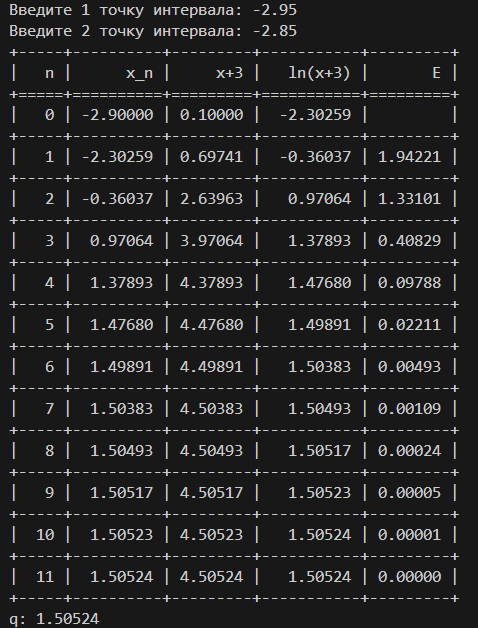 Введите 1 точку интервала: -2.95
Введите 2 точку интервала: -2.85
+-----+----------+---------+-----------+---------+
|   n |      x_n |     x+3 |   ln(x+3) |       E |
+=====+==========+=========+===========+=========+
|   0 | -2.90000 | 0.10000 |  -2.30259 |         |
+-----+----------+---------+-----------+---------+
|   1 | -2.30259 | 0.69741 |  -0.36037 | 1.94221 |
+-----+----------+---------+-----------+---------+
|   2 | -0.36037 | 2.63963 |   0.97064 | 1.33101 |
+-----+----------+---------+-----------+---------+
|   3 |  0.97064 | 3.97064 |   1.37893 | 0.40829 |
+-----+----------+---------+-----------+---------+
|   4 |  1.37893 | 4.37893 |   1.47680 | 0.09788 |
+-----+----------+---------+-----------+---------+
|   5 |  1.47680 | 4.47680 |   1.49891 | 0.02211 |
+-----+----------+---------+-----------+---------+
|   6 |  1.49891 | 4.49891 |   1.50383 | 0.00493 |
+-----+----------+---------+-----------+---------+
|   7 |  1.50383 | 4.50383 |   1.50493 | 0.00109 |
+-----+----------+---------+-----------+---------+
|   8 |  1.50493 | 4.50493 |   1.50517 | 0.00024 |
+-----+----------+---------+-----------+---------+
|   9 |  1.50517 | 4.50517 |   1.50523 | 0.00005 |
+-----+----------+---------+-----------+---------+
|  10 |  1.50523 | 4.50523 |   1.50524 | 0.00001 |
+-----+----------+---------+-----------+---------+
|  11 |  1.50524 | 4.50524 |   1.50524 | 0.00000 |
+-----+----------+---------+-----------+---------+
q: 1.50524